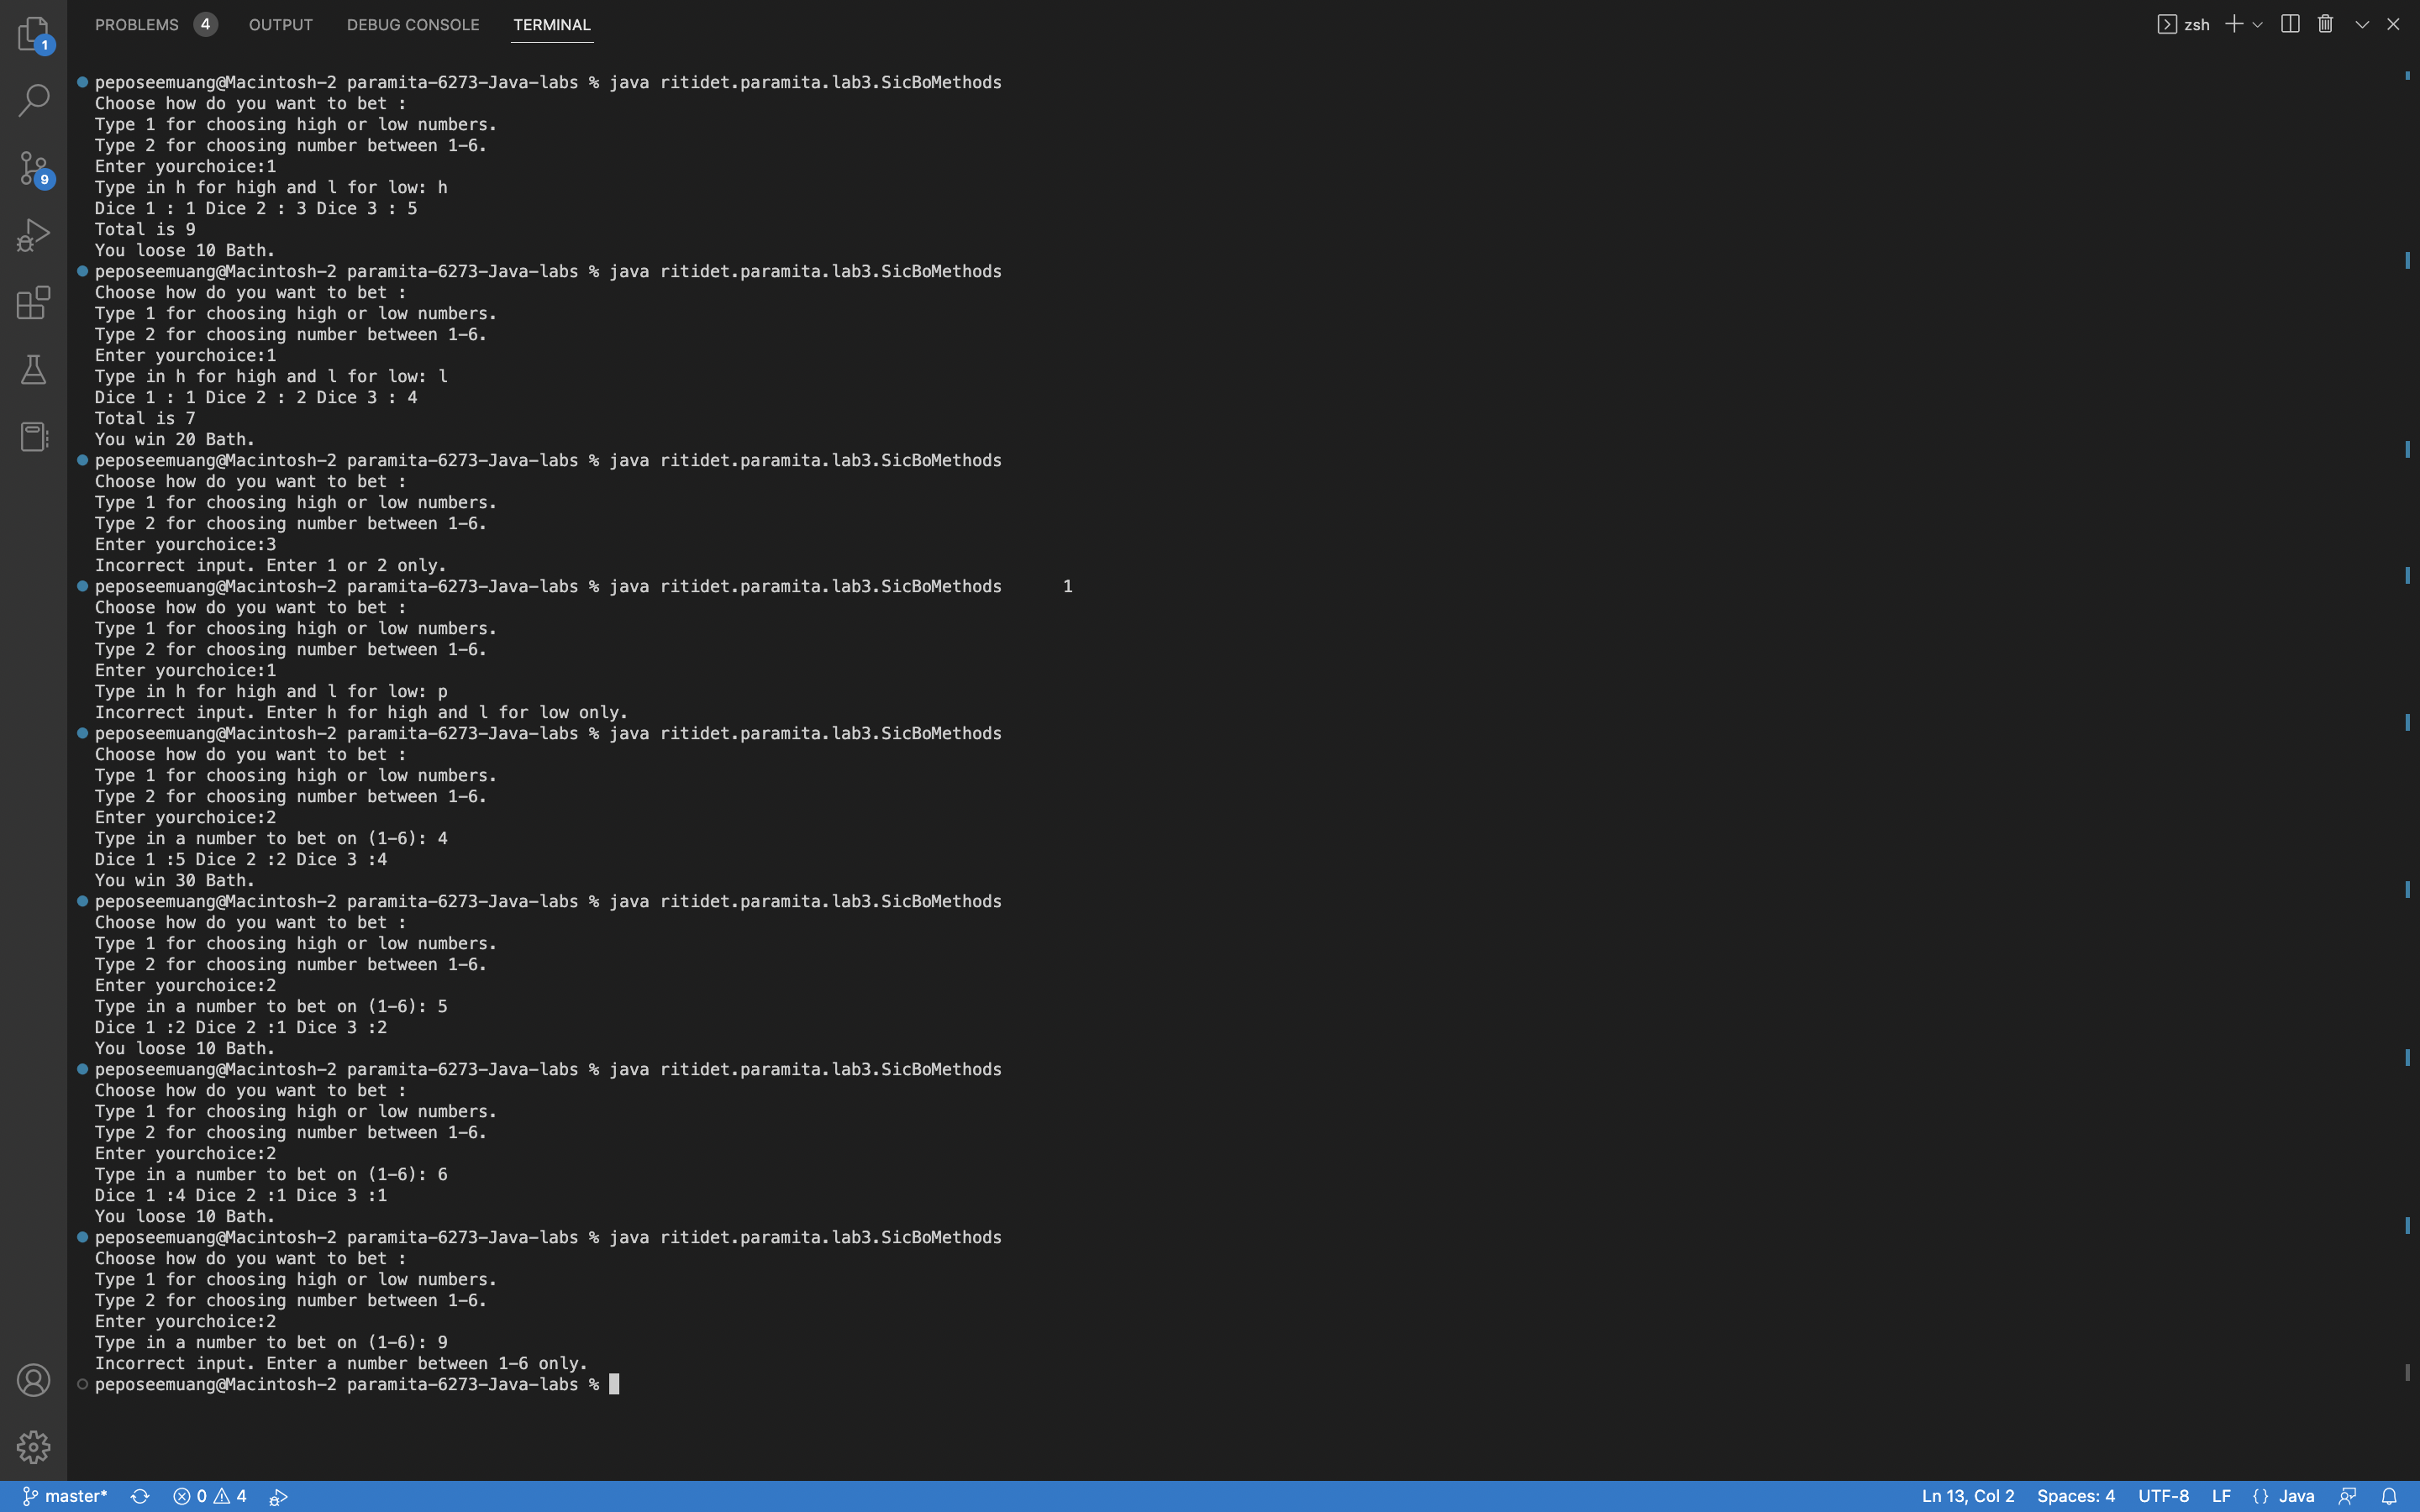 PROBLEMS 4 OUTPUT DEBUG CONSOLE TERMINAL zsh
1
9
peposeemuang@Macintosh-2 paramita-6273-Java-labs % java ritidet.paramita.lab3.SicBoMethods
Choose how do you want to bet :
Type 1 for choosing high or low numbers.
Type 2 for choosing number between 1-6.
Enter yourchoice:1
Type in h for high and l for low: h
Dice 1 : 1 Dice 2 : 3 Dice 3 : 5
Total is 9
You loose 10 Bath.
peposeemuang@Macintosh-2 paramita-6273-Java-labs % java ritidet.paramita.lab3.SicBoMethods
Choose how do you want to bet :
Type 1 for choosing high or low numbers.
Type 2 for choosing number between 1-6.
Enter yourchoice:1
Type in h for high and l for low: l
Dice 1 : 1 Dice 2 : 2 Dice 3 : 4
Total is 7
You win 20 Bath.
peposeemuang@Macintosh-2 paramita-6273-Java-labs % java ritidet.paramita.lab3.SicBoMethods
Choose how do you want to bet :
Type 1 for choosing high or low numbers.
Type 2 for choosing number between 1-6.
Enter yourchoice:3
Incorrect input. Enter 1 or 2 only.
peposeemuang@Macintosh-2 paramita-6273-Java-labs % java ritidet.paramita.lab3.SicBoMethods 1
Choose how do you want to bet :
Type 1 for choosing high or low numbers.
Type 2 for choosing number between 1-6.
Enter yourchoice:1
Type in h for high and l for low: p
Incorrect input. Enter h for high and l for low only.
peposeemuang@Macintosh-2 paramita-6273-Java-labs % java ritidet.paramita.lab3.SicBoMethods
Choose how do you want to bet :
Type 1 for choosing high or low numbers.
Type 2 for choosing number between 1-6.
Enter yourchoice:2
Type in a number to bet on (1-6): 4
Dice 1 :5 Dice 2 :2 Dice 3 :4
You win 30 Bath.
peposeemuang@Macintosh-2 paramita-6273-Java-labs % java ritidet.paramita.lab3.SicBoMethods
Choose how do you want to bet :
Type 1 for choosing high or low numbers.
Type 2 for choosing number between 1-6.
Enter yourchoice:2
Type in a number to bet on (1-6): 5
Dice 1 :2 Dice 2 :1 Dice 3 :2
You loose 10 Bath.
peposeemuang@Macintosh-2 paramita-6273-Java-labs % java ritidet.paramita.lab3.SicBoMethods
Choose how do you want to bet :
Type 1 for choosing high or low numbers.
Type 2 for choosing number between 1-6.
Enter yourchoice:2
Type in a number to bet on (1-6): 6
Dice 1 :4 Dice 2 :1 Dice 3 :1
You loose 10 Bath.
peposeemuang@Macintosh-2 paramita-6273-Java-labs % java ritidet.paramita.lab3.SicBoMethods
Choose how do you want to bet :
Type 1 for choosing high or low numbers.
Type 2 for choosing number between 1-6.
Enter yourchoice:2
Type in a number to bet on (1-6): 9
Incorrect input. Enter a number between 1-6 only.
peposeemuang@Macintosh-2 paramita-6273-Java-labs %
master* 0 4 Ln 13, Col 2 Spaces: 4 UTF-8 LF {} Java